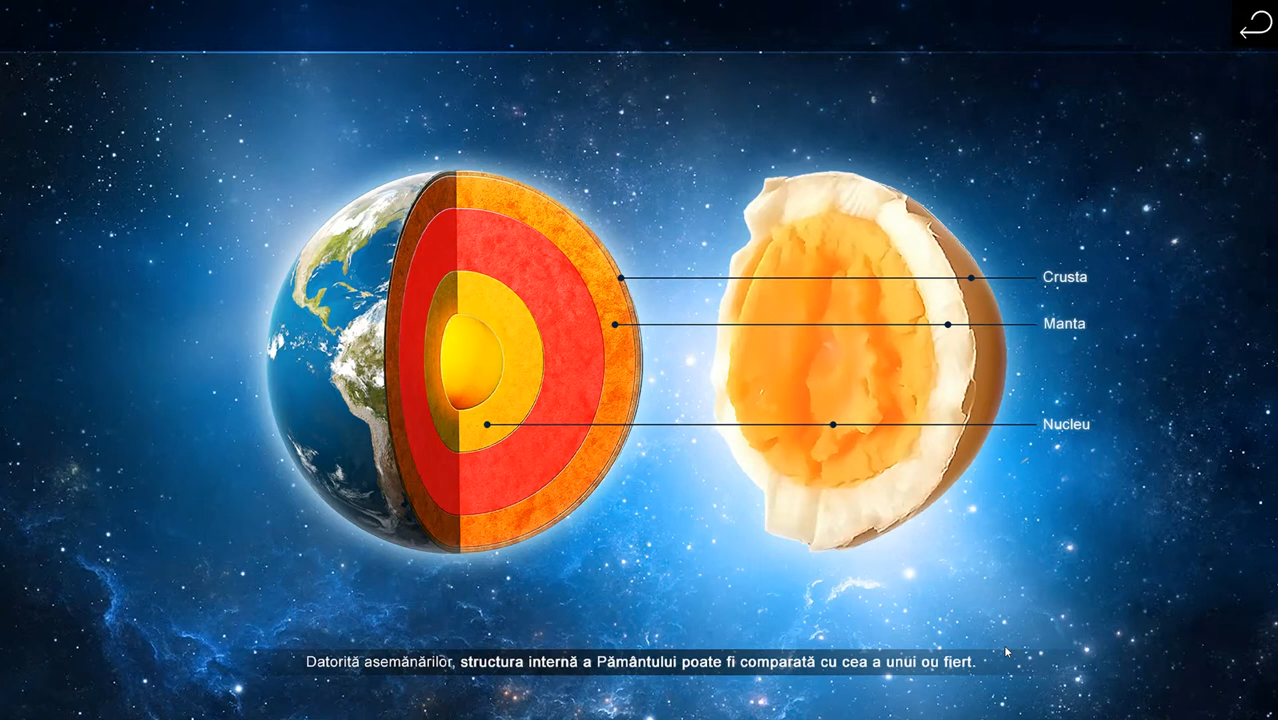 Crusta
Manta
Nucleu
Datorită asemănărilor, structura internă a Pământului poate fi comparată cu cea a unui ou fiert.